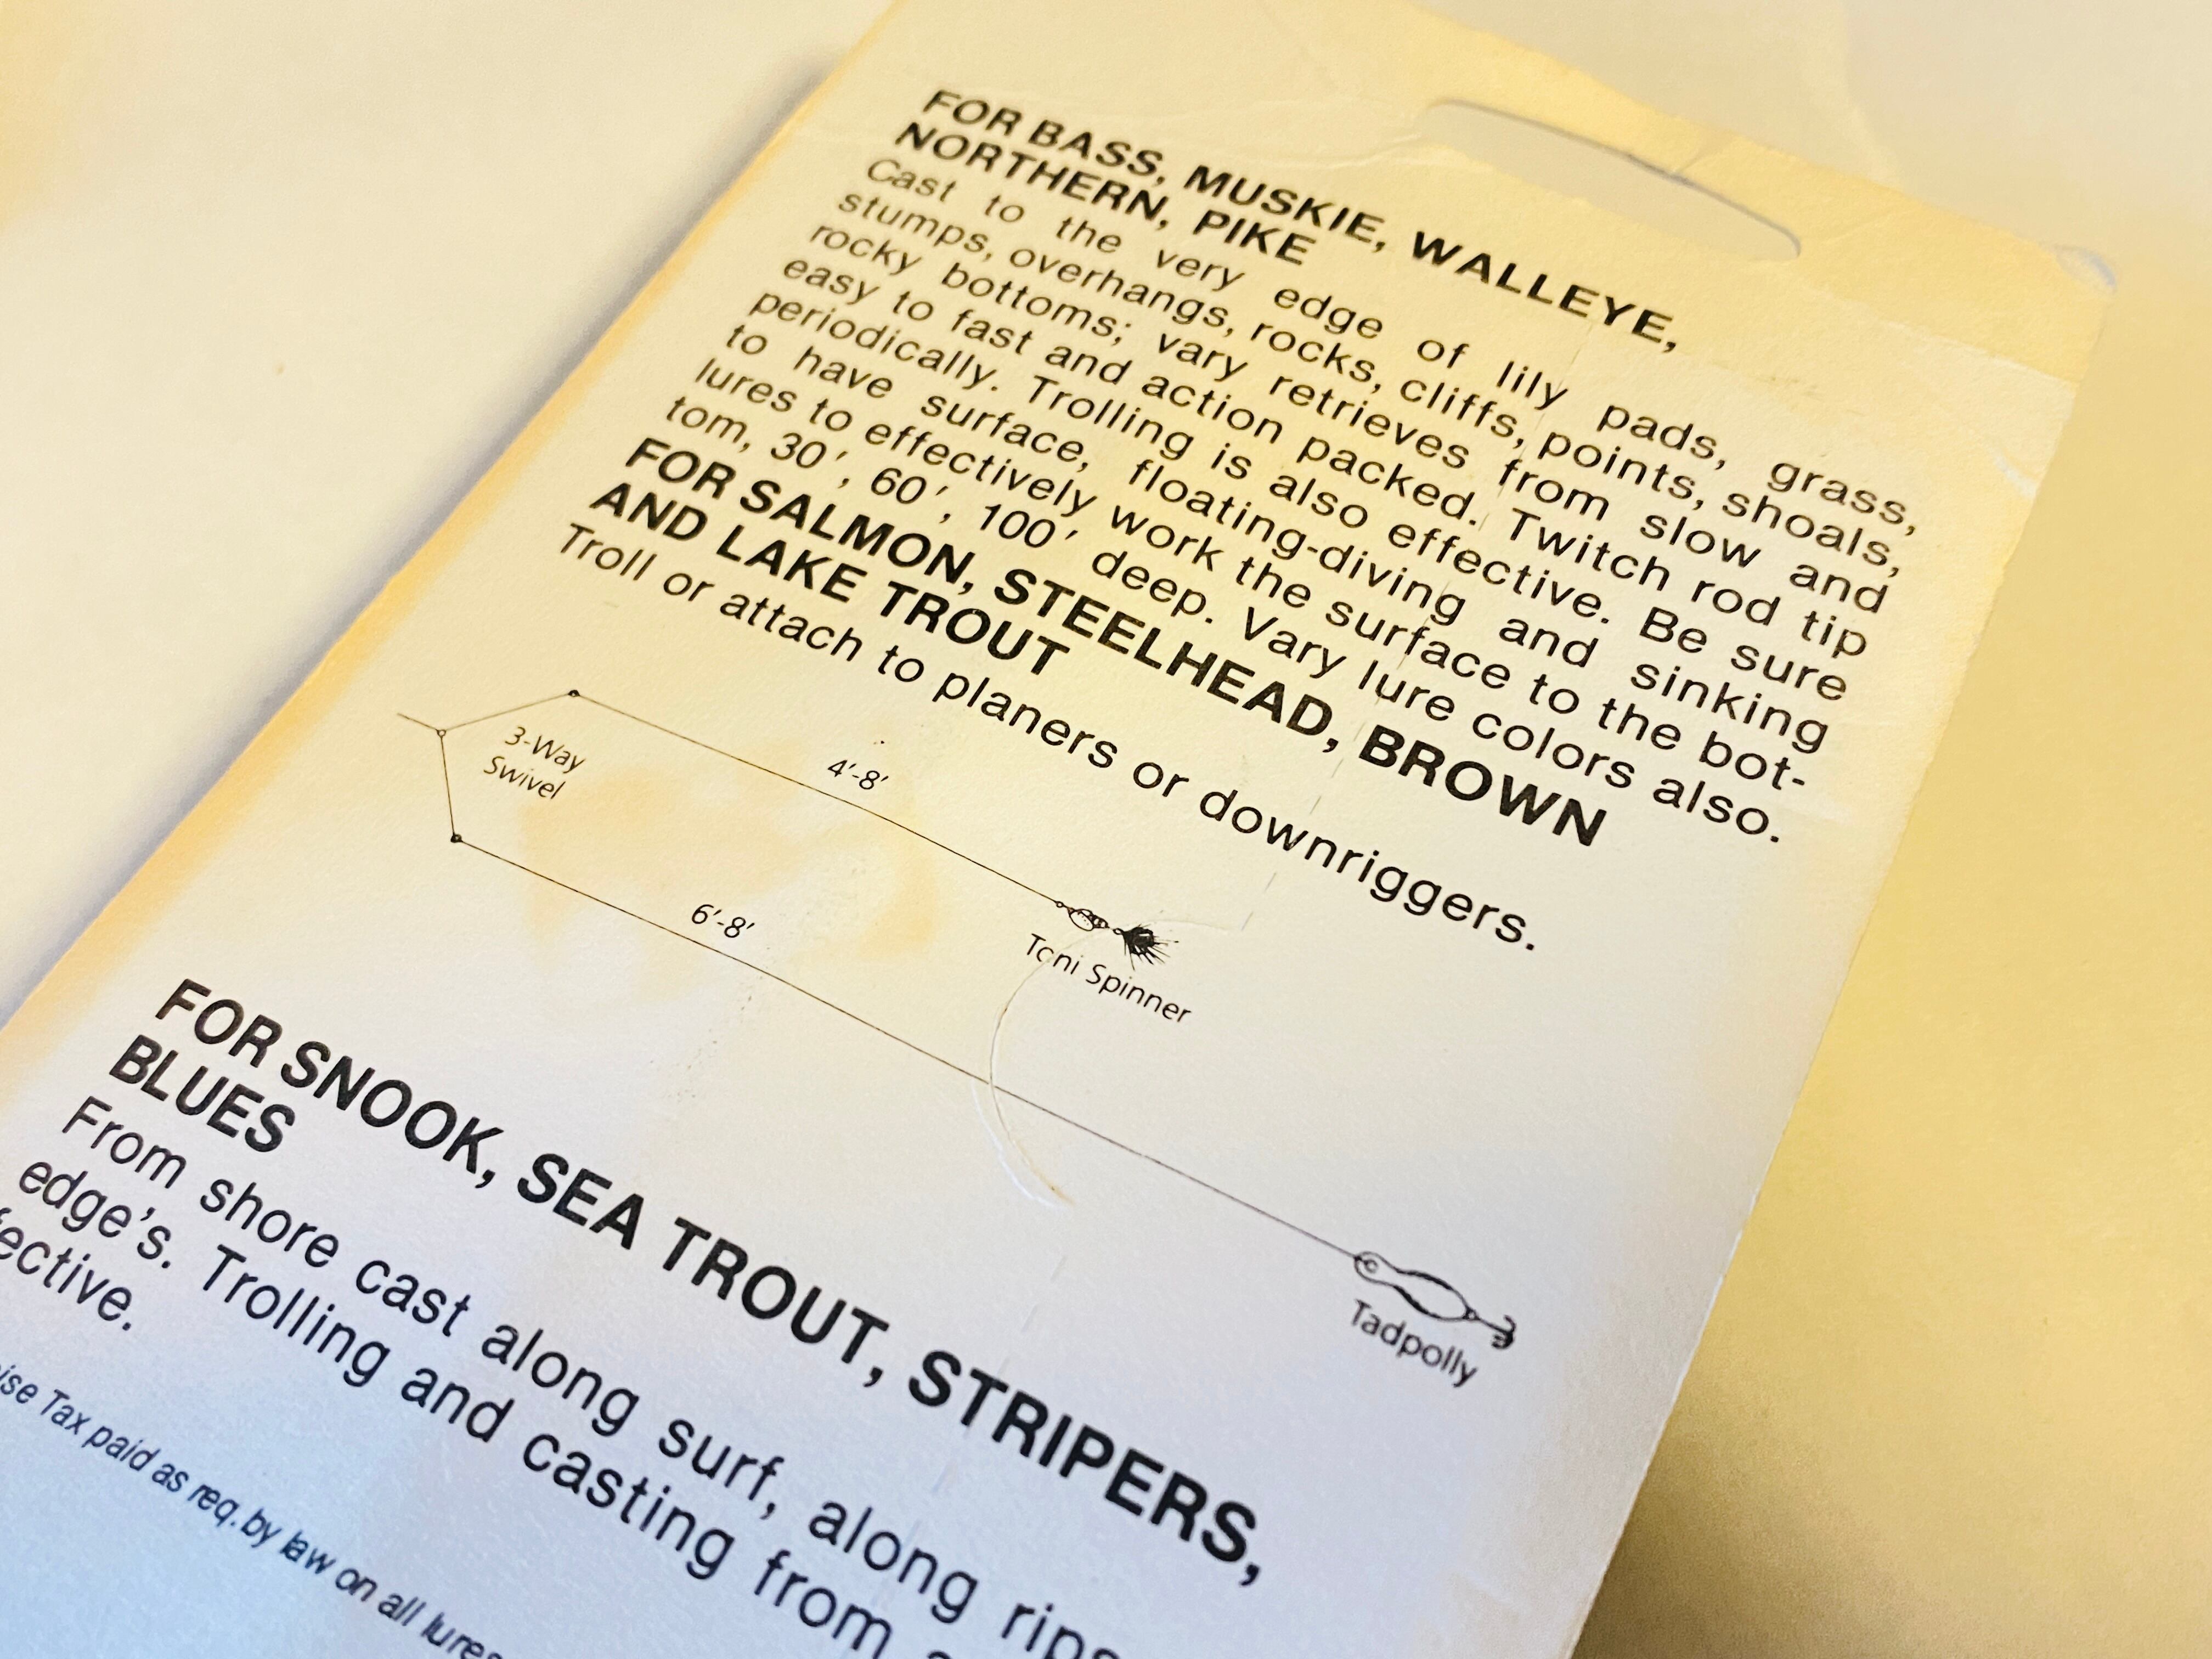 FOR BASS, MUSKIE, WALLEYE,
NORTHERN, PIKE
Cast to the very edge of lily pads, grass,
stumps, overhangs, rocks, cliffs, points, shoals,
rocky bottoms; vary retrieves from slow and
easy to fast and action packed. Twitch rod tip
periodically. Trolling is also effective. Be sure
to have surface, floating-diving and sinking
lures to effectively work the surface to the bot-
tom, 30′, 60′, 100′ deep. Vary lure colors also.
FOR SALMON, STEELHEAD, BROWN
AND LAKE TROUT
Troll or attach to planers or downriggers.
3-Way
Swivel
4′-8′
Toni Spinner
6′-8′
Tadpolly
FOR SNOOK, SEA TROUT, STRIPERS,
BLUES
From shore cast along surf, along rips
edge's. Trolling and casting from
ective.
ise Tax paid as req. by law on all lures